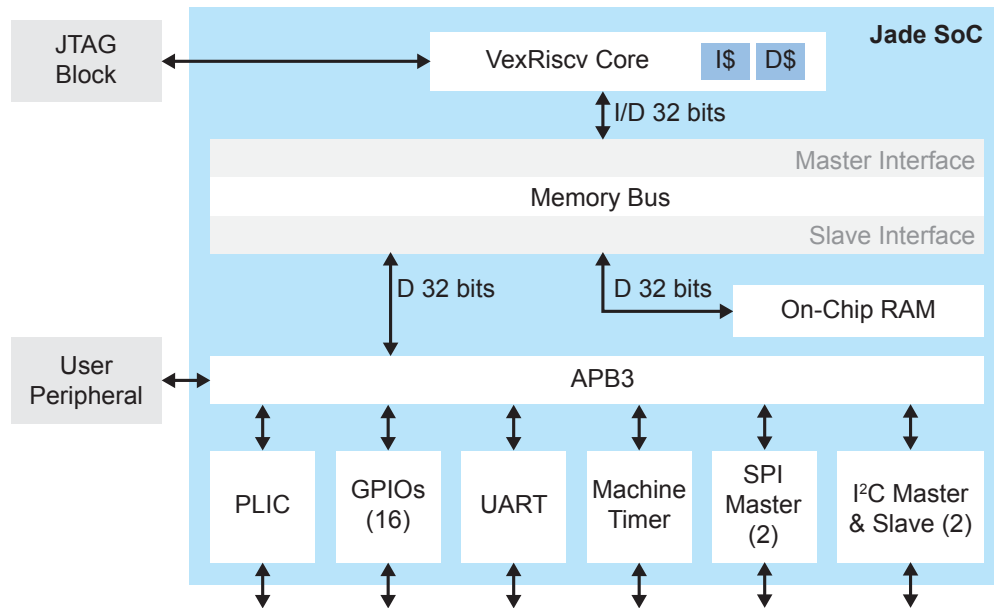 Jade SoC
JTAG
Block
VexRiscv Core
I$
D$
I/D 32 bits
Master Interface
Memory Bus
Slave Interface
D 32 bits
D 32 bits
On-Chip RAM
User
Peripheral
APB3
PLIC
GPIOs
(16)
UART
Machine
Timer
SPI
Master
(2)
I²C Master
& Slave (2)